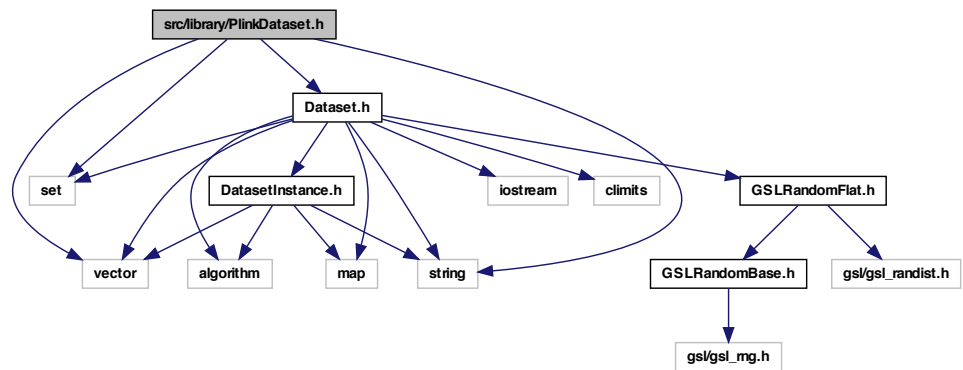 src/library/PlinkDataset.h
Dataset.h
set
DatasetInstance.h
iostream
climits
GSLRandomFlat.h
vector
algorithm
map
string
GSLRandomBase.h
gsl/gsl_randist.h
gsl/gsl_rng.h